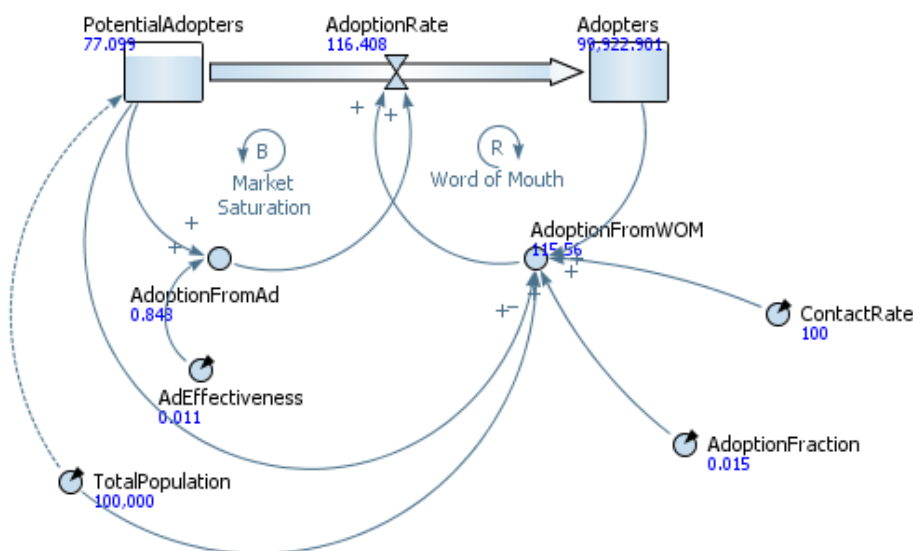 PotentialAdopters
77.099
AdoptionRate
116.408
Adopters
99,922.901
+
+
B
Market
Saturation
R
Word of Mouth
+
+
AdoptionFromAd
0.848
AdoptionFromWOM
115.56
+
+
+
-
+
ContactRate
100
AdEffectiveness
0.011
AdoptionFraction
0.015
TotalPopulation
100,000